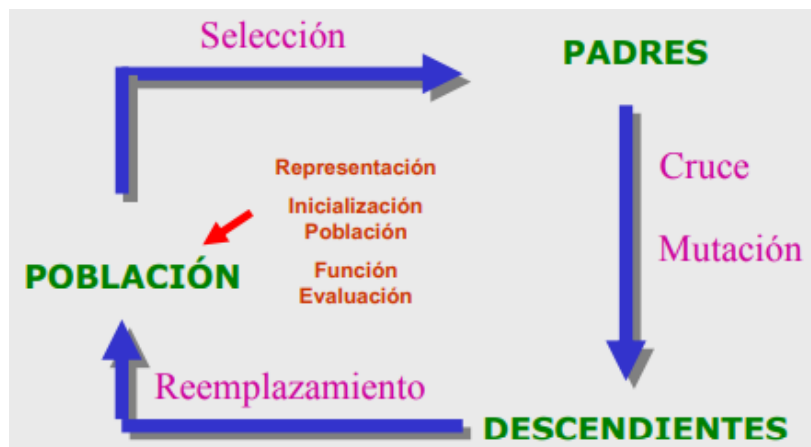 Selección
PADRES
Representación
Cruce
Inicialización
Población
Mutación
POBLACIÓN
Función
Evaluación
Reemplazamiento
DESCENDIENTES